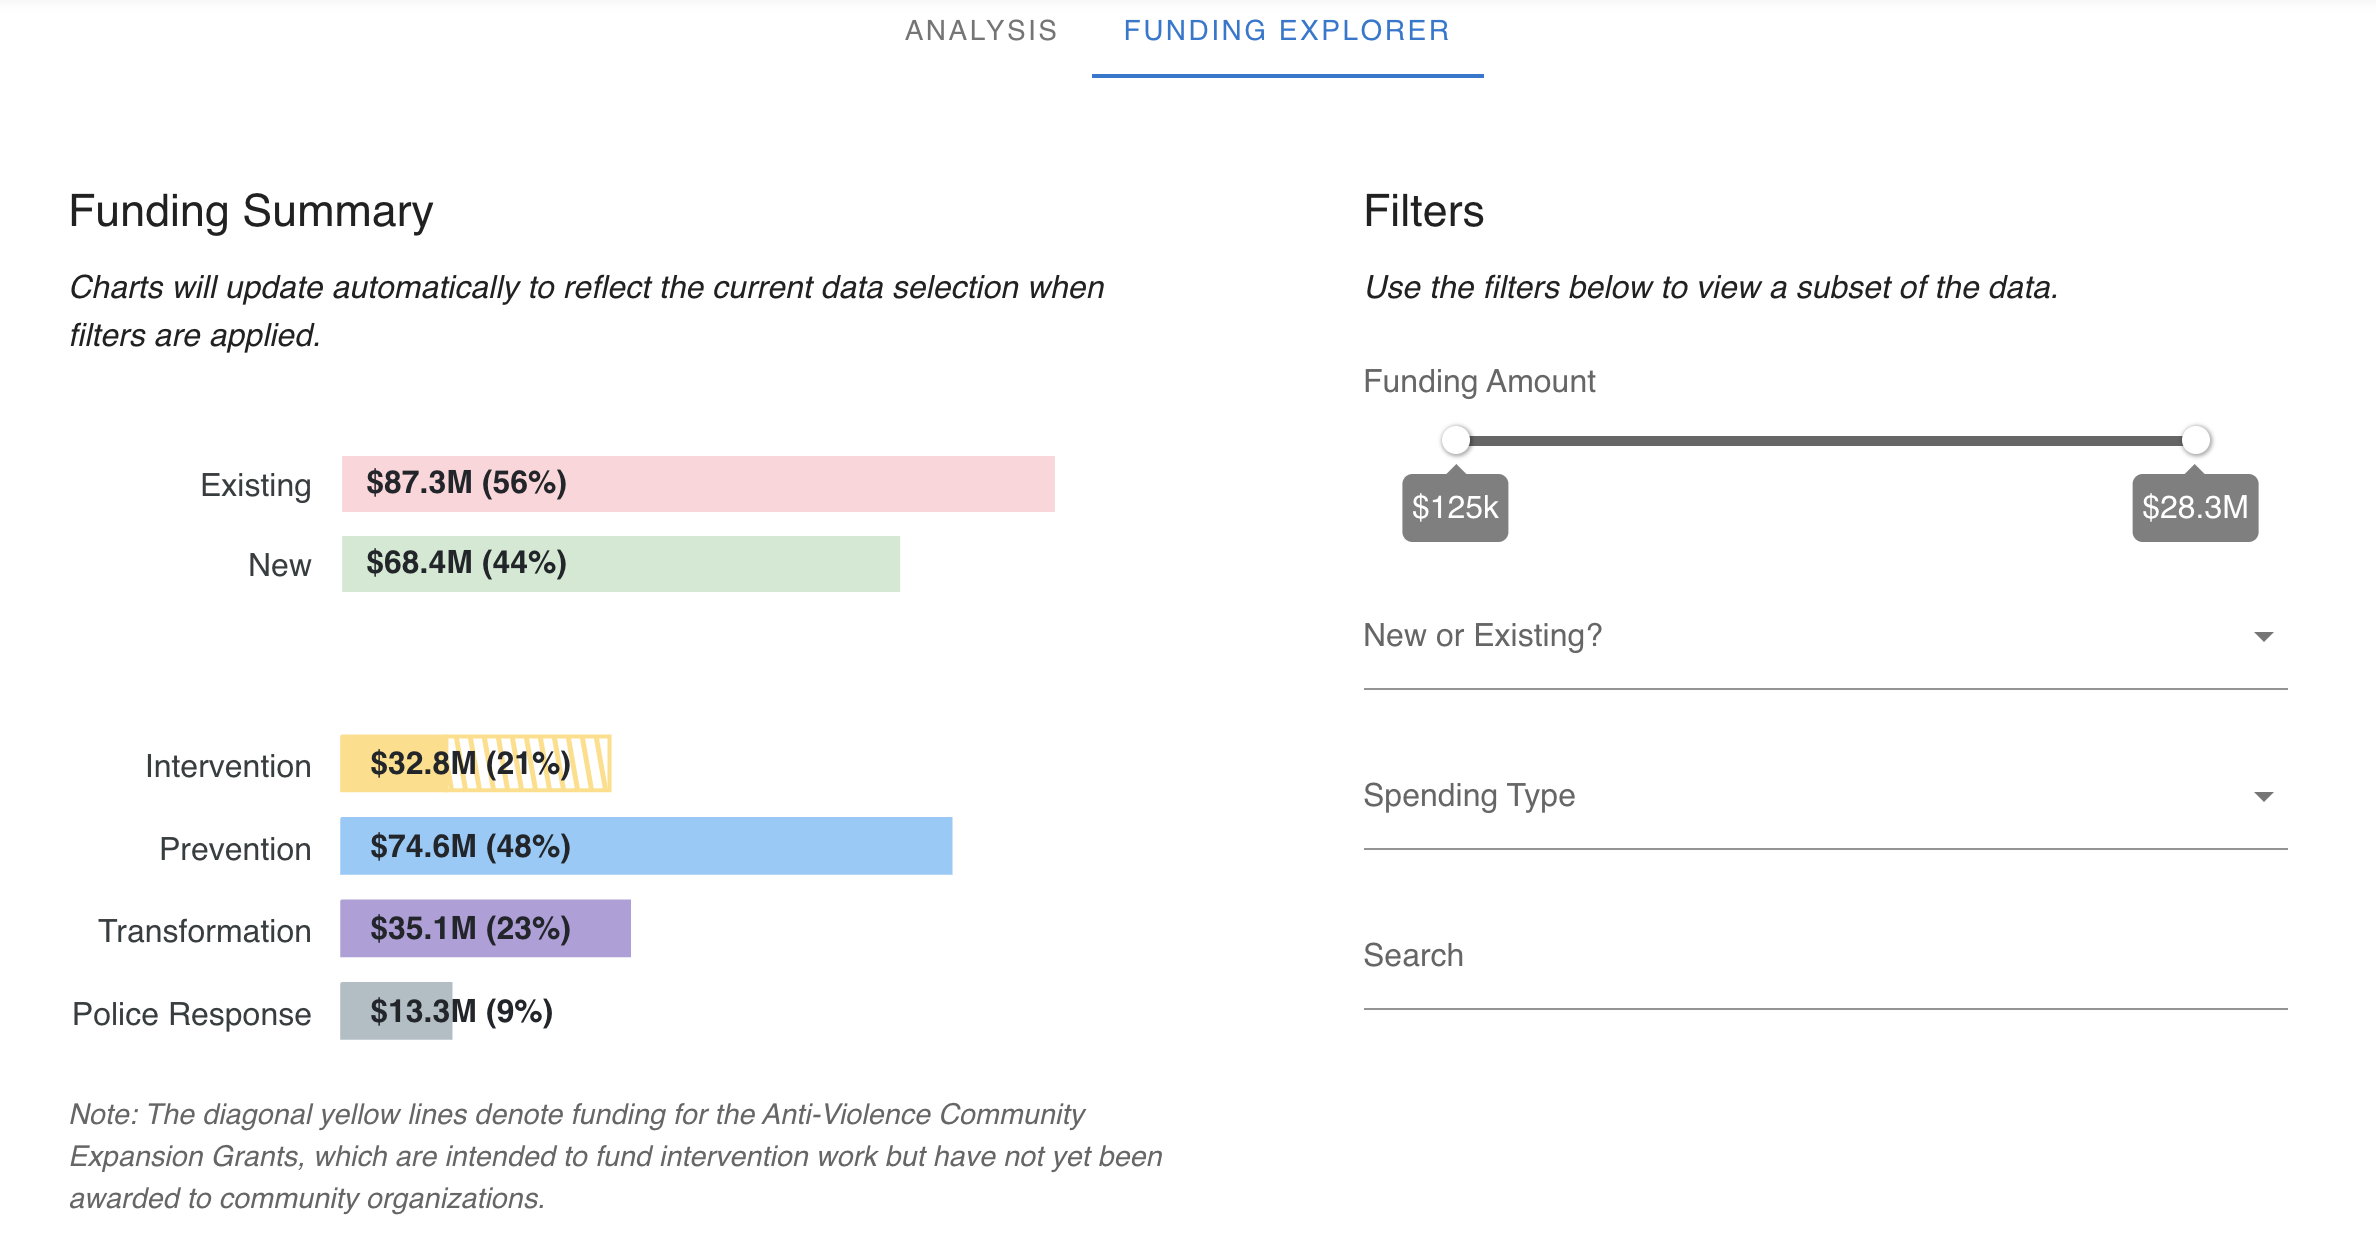 ANALYSIS
FUNDING EXPLORER
Funding Summary
Charts will update automatically to reflect the current data selection when
filters are applied.
Existing
$87.3M (56%)
New
$68.4M (44%)
Intervention
$32.8M (21%)
Prevention
$74.6M (48%)
Transformation
$35.1M (23%)
Police Response
$13.3M (9%)
Note: The diagonal yellow lines denote funding for the Anti-Violence Community
Expansion Grants, which are intended to fund intervention work but have not yet been
awarded to community organizations.
Filters
Use the filters below to view a subset of the data.
Funding Amount
$125k
$28.3M
New or Existing?
Spending Type
Search